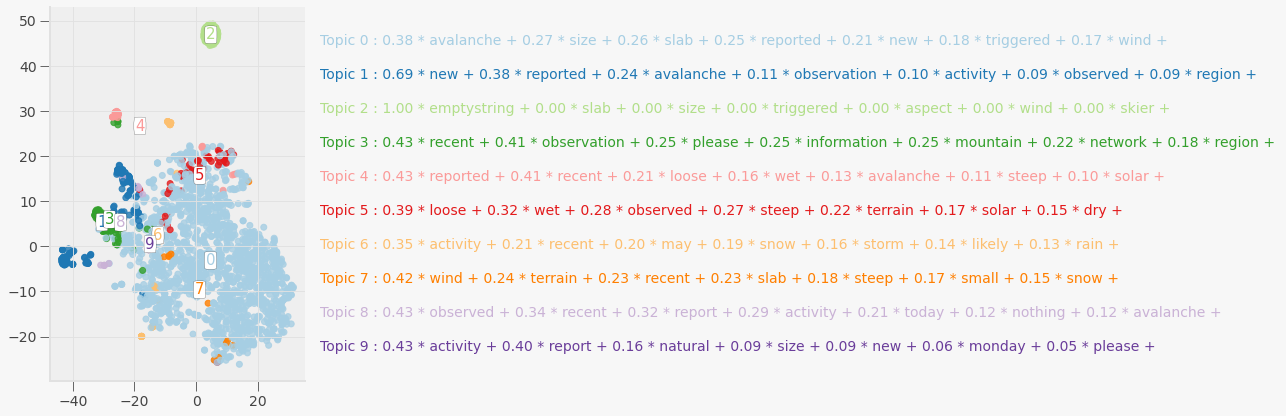 50
40
30
20
10
0
−10
−20
−40 −20 0 20
2
4
5
1 3 8
6
9
0
7
Topic 0 : 0.38 * avalanche + 0.27 * size + 0.26 * slab + 0.25 * reported + 0.21 * new + 0.18 * triggered + 0.17 * wind +
Topic 1 : 0.69 * new + 0.38 * reported + 0.24 * avalanche + 0.11 * observation + 0.10 * activity + 0.09 * observed + 0.09 * region +
Topic 2 : 1.00 * emptystring + 0.00 * slab + 0.00 * size + 0.00 * triggered + 0.00 * aspect + 0.00 * wind + 0.00 * skier +
Topic 3 : 0.43 * recent + 0.41 * observation + 0.25 * please + 0.25 * information + 0.25 * mountain + 0.22 * network + 0.18 * region +
Topic 4 : 0.43 * reported + 0.41 * recent + 0.21 * loose + 0.16 * wet + 0.13 * avalanche + 0.11 * steep + 0.10 * solar +
Topic 5 : 0.39 * loose + 0.32 * wet + 0.28 * observed + 0.27 * steep + 0.22 * terrain + 0.17 * solar + 0.15 * dry +
Topic 6 : 0.35 * activity + 0.21 * recent + 0.20 * may + 0.19 * snow + 0.16 * storm + 0.14 * likely + 0.13 * rain +
Topic 7 : 0.42 * wind + 0.24 * terrain + 0.23 * recent + 0.23 * slab + 0.18 * steep + 0.17 * small + 0.15 * snow +
Topic 8 : 0.43 * observed + 0.34 * recent + 0.32 * report + 0.29 * activity + 0.21 * today + 0.12 * nothing + 0.12 * avalanche +
Topic 9 : 0.43 * activity + 0.40 * report + 0.16 * natural + 0.09 * size + 0.09 * new + 0.06 * monday + 0.05 * please +